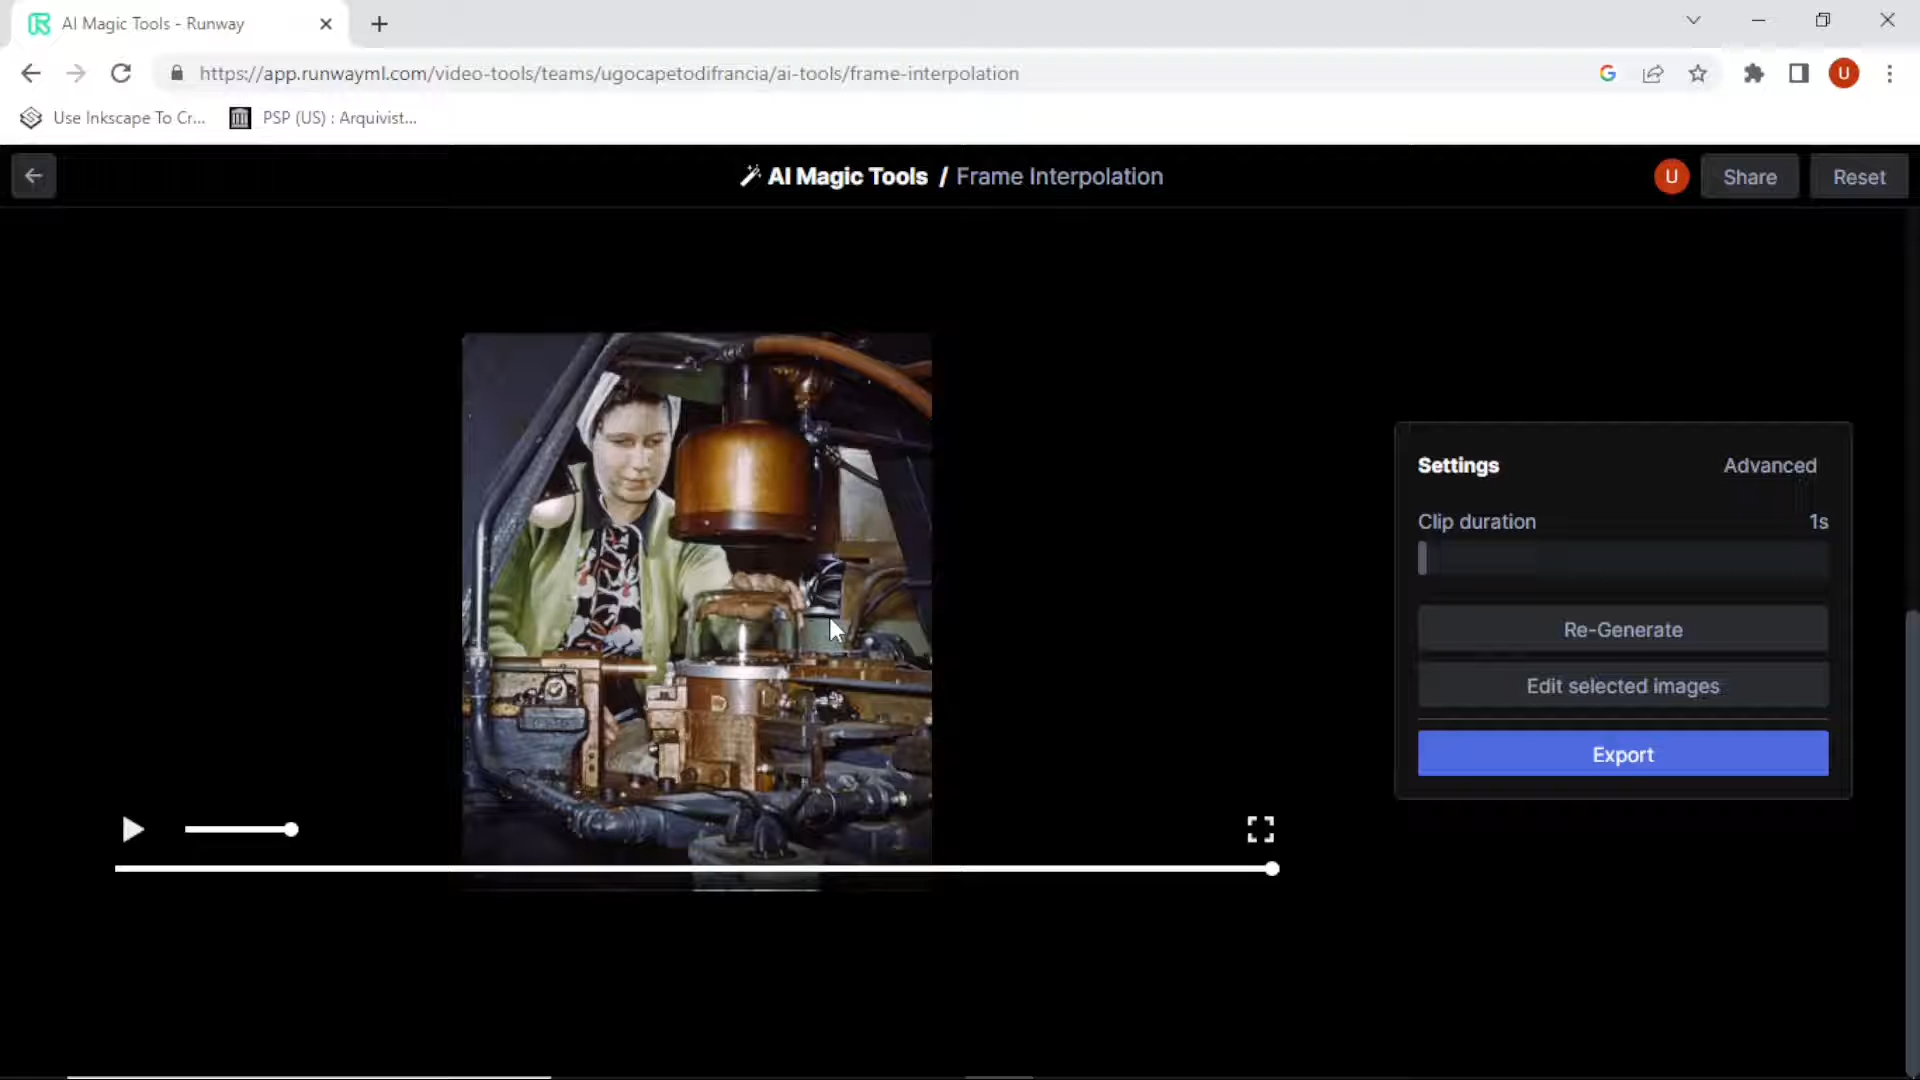 AI Magic Tools - Runway
https://app.runwayml.com/video-tools/teams/ugocapetodifrancia/ai-tools/frame-interpolation
G
U
Use Inkscape To Cr...
PSP (US) : Arquivist...
AI Magic Tools / Frame Interpolation
U
Share
Reset
Settings
Advanced
Clip duration
1s
Re-Generate
Edit selected images
Export